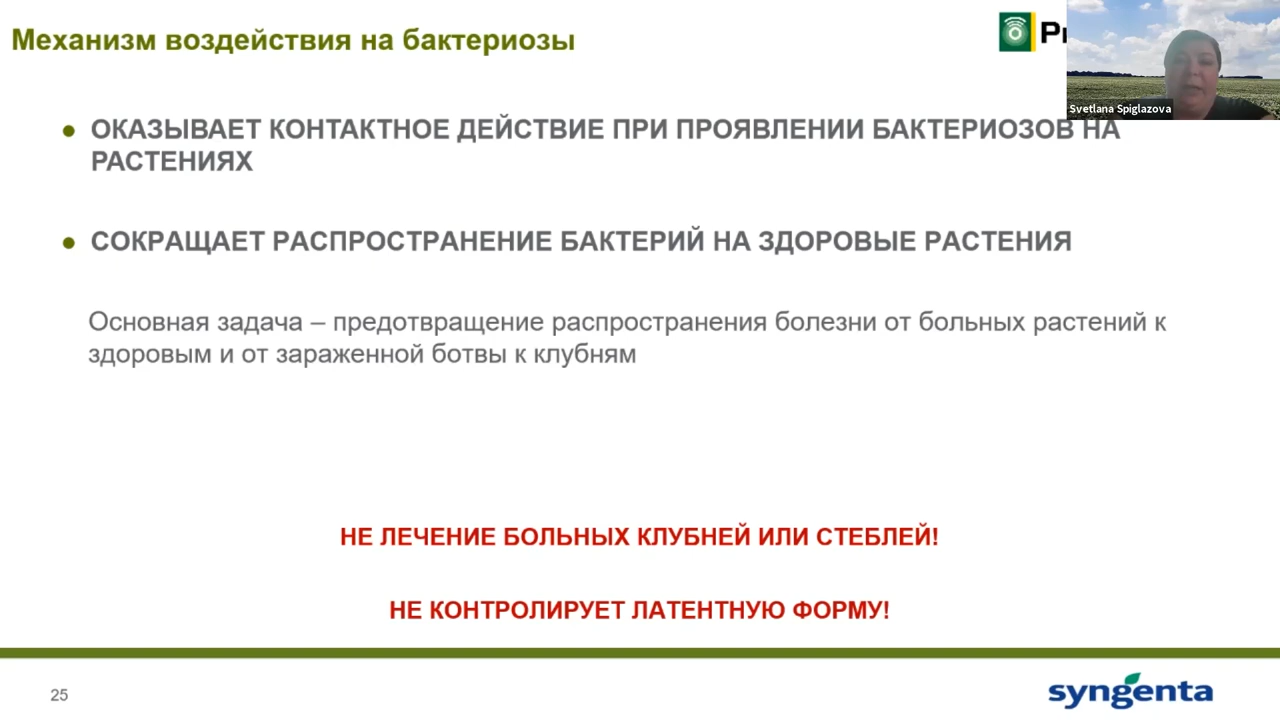 Механизм воздействия на бактериозы
Svetlana Spiglazova
ОКАЗЫВАЕТ КОНТАКТНОЕ ДЕЙСТВИЕ ПРИ ПРОЯВЛЕНИИ БАКТЕРИОЗОВ НА
РАСТЕНИЯХ
СОКРАЩАЕТ РАСПРОСТРАНЕНИЕ БАКТЕРИЙ НА ЗДОРОВЫЕ РАСТЕНИЯ
Основная задача – предотвращение распространения болезни от больных растений к
здоровым и от зараженной ботвы к клубням
НЕ ЛЕЧЕНИЕ БОЛЬНЫХ КЛУБНЕЙ ИЛИ СТЕБЛЕЙ!
НЕ КОНТРОЛИРУЕТ ЛАТЕНТНУЮ ФОРМУ!
25
syngenta